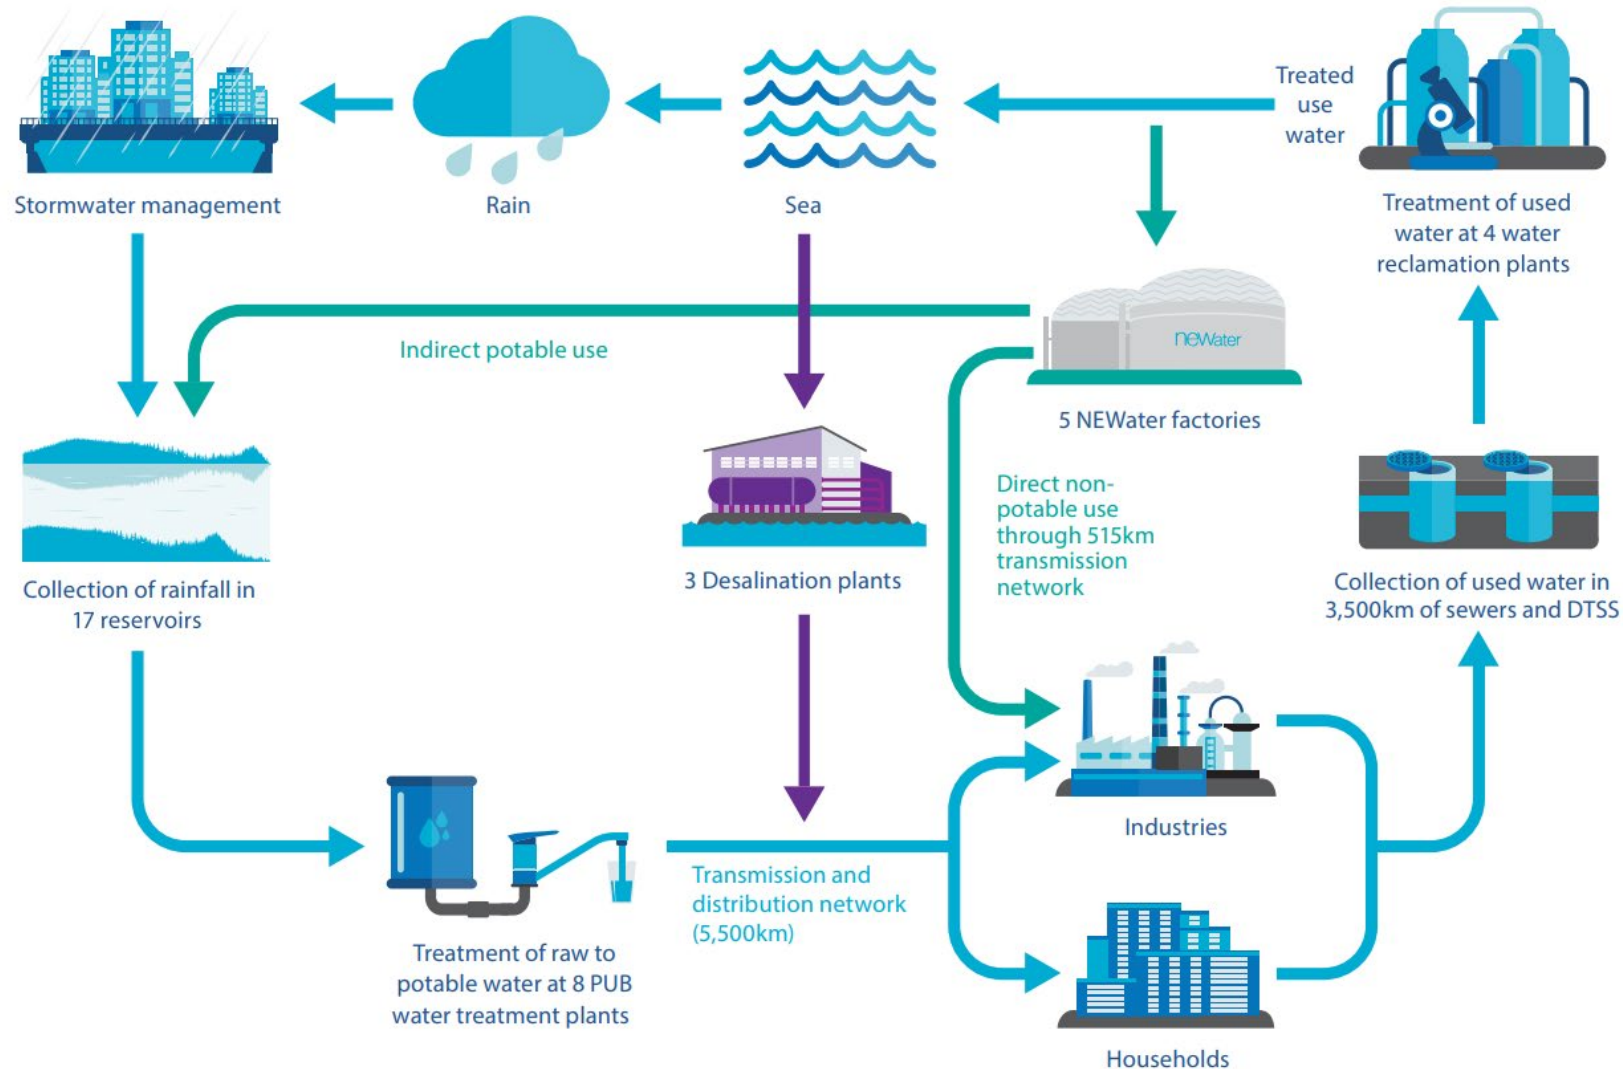 Treated
use
water
Stormwater management
Rain
Sea
Treatment of used
water at 4 water
reclamation plants
Indirect potable use
neWater
5 NEWater factories
Direct non-
potable use
through 515km
transmission
network
3 Desalination plants
Collection of rainfall in
17 reservoirs
Collection of used water in
3,500km of sewers and DTSS
Industries
Transmission and
distribution network
(5,500km)
Treatment of raw to
potable water at 8 PUB
water treatment plants
Households